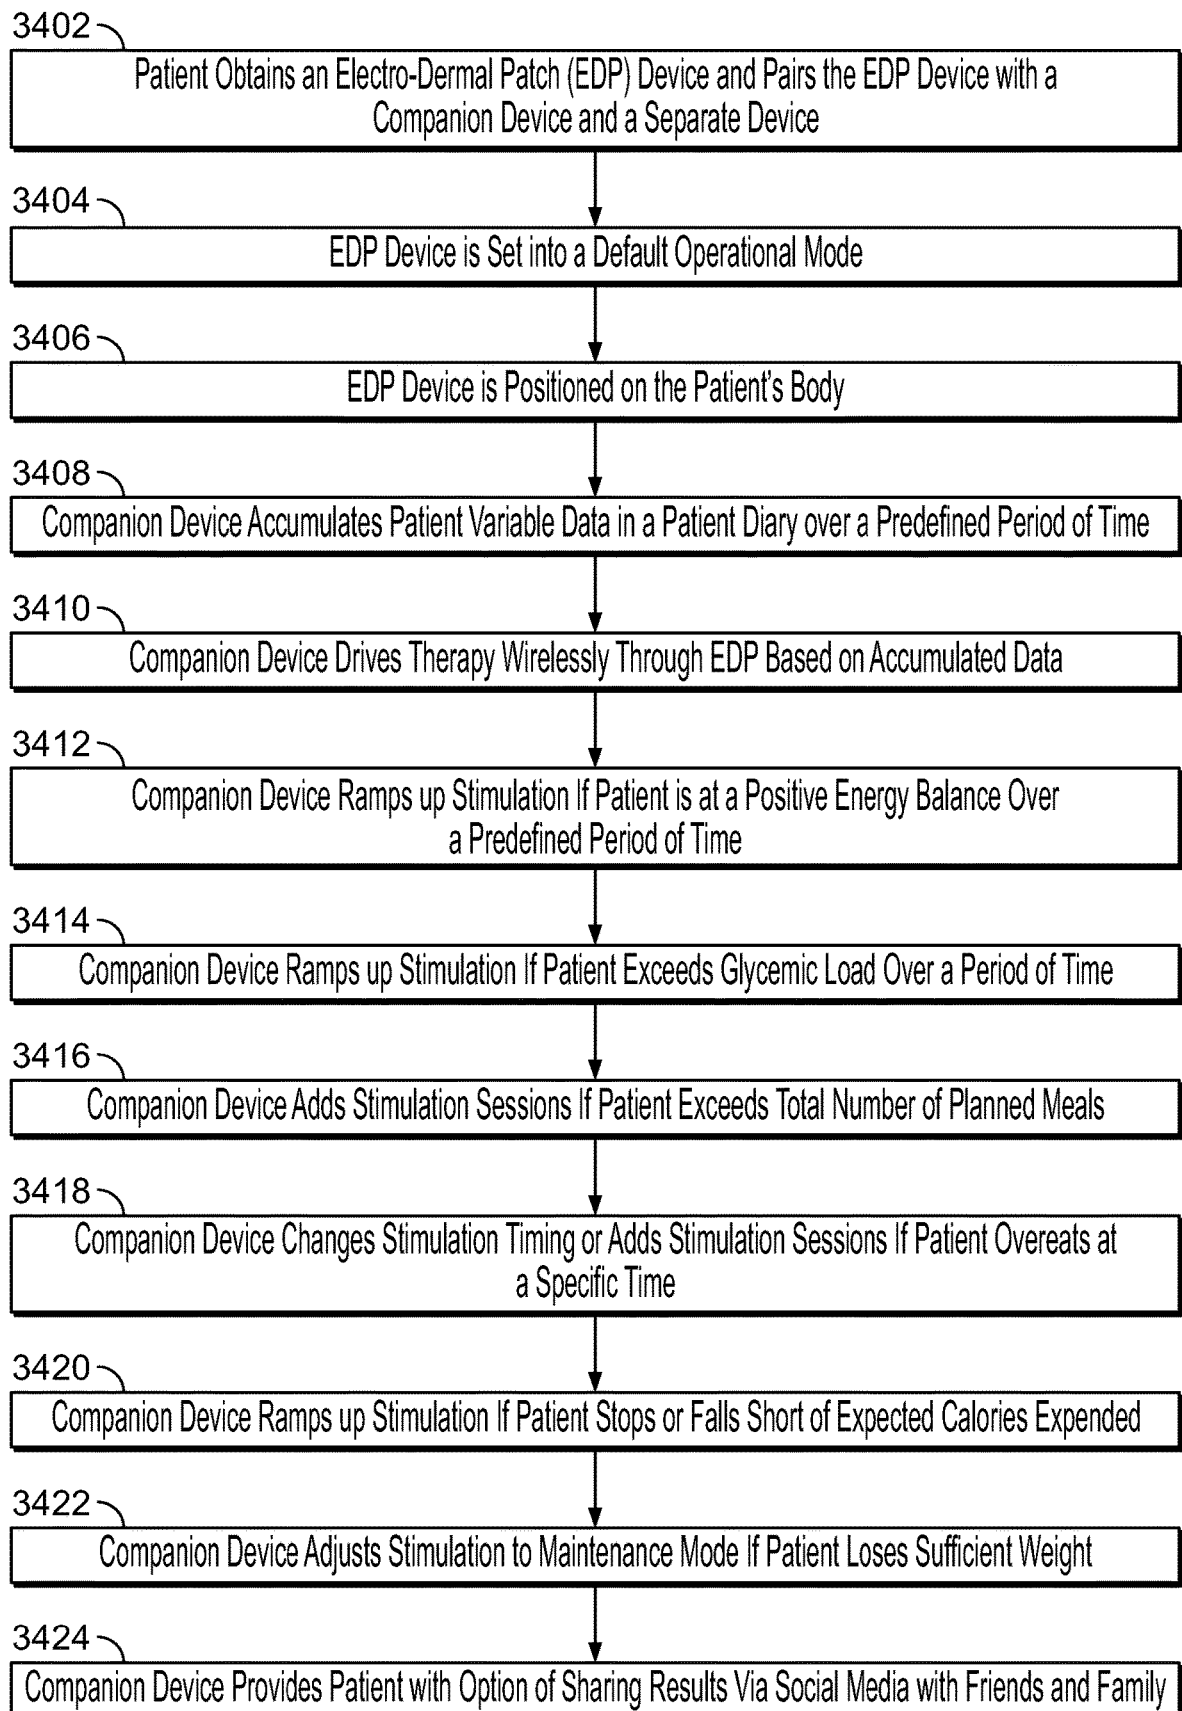 3402
Patient Obtains an Electro-Dermal Patch (EDP) Device and Pairs the EDP Device with a
Companion Device and a Separate Device
3404
EDP Device is Set into a Default Operational Mode
3406
EDP Device is Positioned on the Patient's Body
3408
Companion Device Accumulates Patient Variable Data in a Patient Diary over a Predefined Period of Time
3410
Companion Device Drives Therapy Wirelessly Through EDP Based on Accumulated Data
3412
Companion Device Ramps up Stimulation If Patient is at a Positive Energy Balance Over
a Predefined Period of Time
3414
Companion Device Ramps up Stimulation If Patient Exceeds Glycemic Load Over a Period of Time
3416
Companion Device Adds Stimulation Sessions If Patient Exceeds Total Number of Planned Meals
3418
Companion Device Changes Stimulation Timing or Adds Stimulation Sessions If Patient Overeats at
a Specific Time
3420
Companion Device Ramps up Stimulation If Patient Stops or Falls Short of Expected Calories Expended
3422
Companion Device Adjusts Stimulation to Maintenance Mode If Patient Loses Sufficient Weight
3424
Companion Device Provides Patient with Option of Sharing Results Via Social Media with Friends and Family